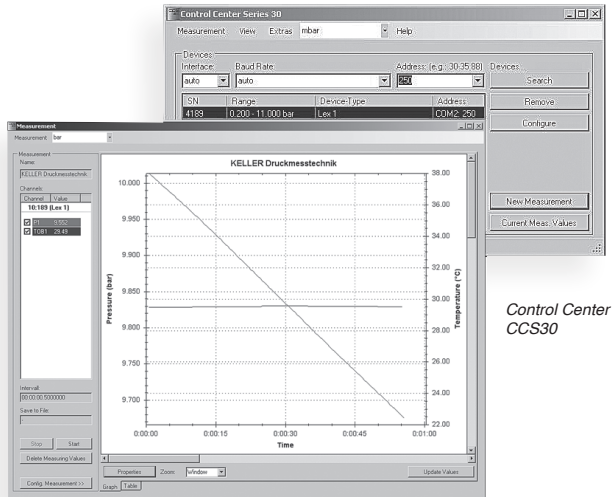 Control Center Series 30
Measurement View Extras mbar Help
Devices:
Interface: Baud Rate: Address: (e.g.: 30-35:88) Devices:
auto auto 250 Search
SN Range Device-Type Address
4189 0.200 - 11.000 bar Lex 1 COM2: 250
Remove
Configure
New Measurement
Current Meas. Values
Measurement
Measurement bar
Measurement
Name:
KELLER Druckmesstechnik
Channels:
Channel Value
10:189 (Lex 1)
P1
TOB1 29.49
Intervall:
00:00:00.5000000
Save to File:
Stop Start
Delete Measuring Values
Config. Measurement >>
KELLER Druckmesstechnik
Pressure (bar)
10.000
9.950
9.900
9.850
9.800
9.750
9.700
38.00
36.00
34.00
32.00
30.00
28.00
26.00
24.00
22.00
Temperature (°C)
0:00:00 0:00:15 0:00:30 0:00:45 0:01:00
Time
Properties Zoom: Window Update Values
Graph Table
Control Center
CCS30